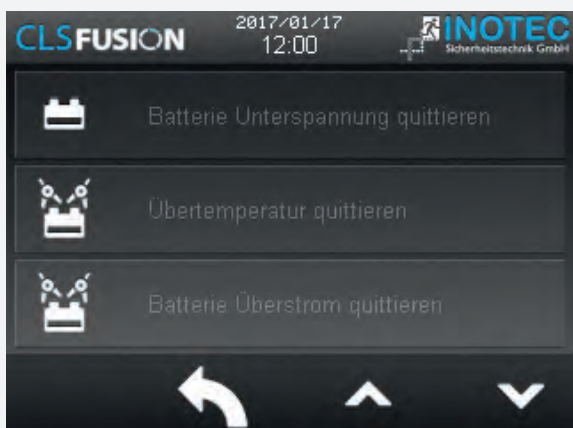 CLSFUSION
2017/01/17
12:00
INOTEC
Sicherheitstechnik GmbH
Batterie Unterspannung quittieren
Übertemperatur quittieren
Batterie Überstrom quittieren